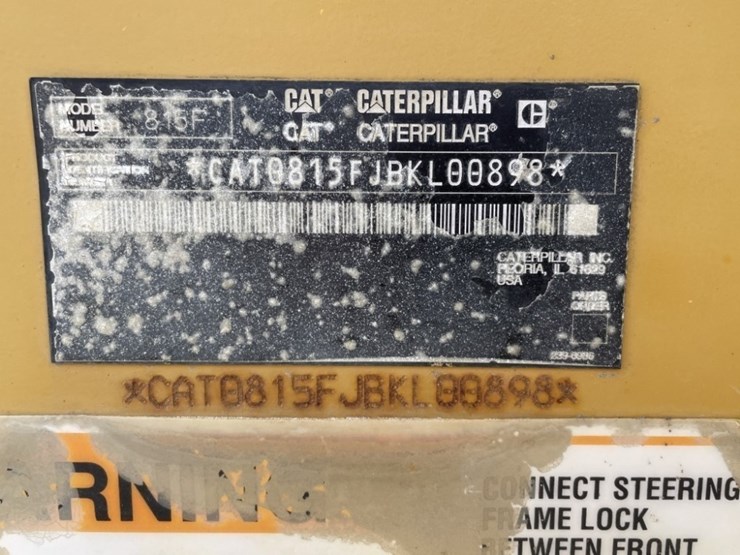 MODEL
NUMBER 815F
CAT® CATERPILLAR®
CAT® CATERPILLAR®
PRODUCT
IDENTIFICATION
NUMBER
*CAT0815FJBKL00898*
CATERPILLAR INC.
PEORIA, IL 61629
USA
*CAT0815FJBKL00898*
RNING
CONNECT STEERING
FRAME LOCK
BETWEEN FRONT